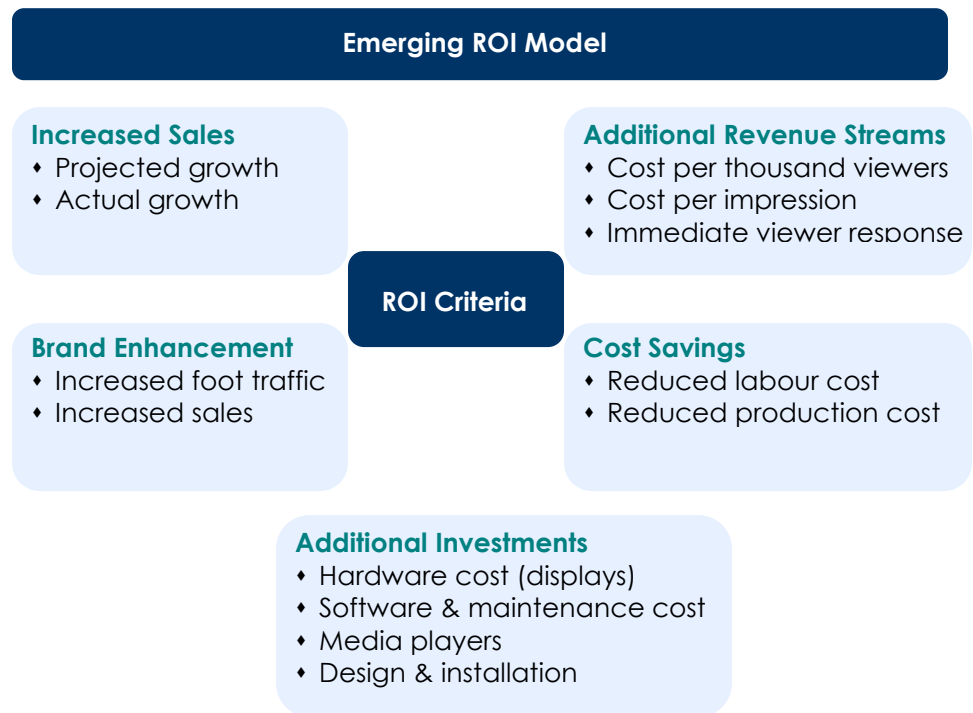 Emerging ROI Model
Increased Sales
⬧ Projected growth
⬧ Actual growth
Additional Revenue Streams
⬧ Cost per thousand viewers
⬧ Cost per impression
⬧ Immediate viewer response
ROI Criteria
Brand Enhancement
⬧ Increased foot traffic
⬧ Increased sales
Cost Savings
⬧ Reduced labour cost
⬧ Reduced production cost
Additional Investments
⬧ Hardware cost (displays)
⬧ Software & maintenance cost
⬧ Media players
⬧ Design & installation